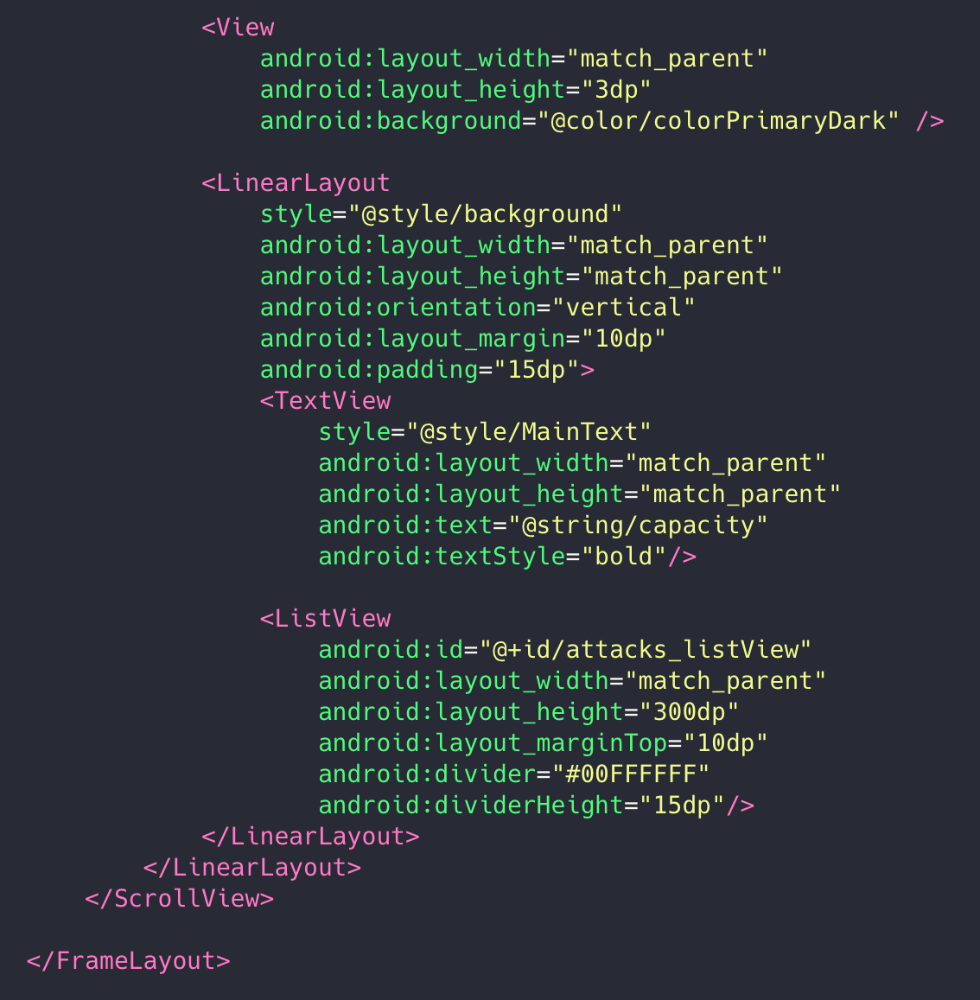 <View
android:layout_width="match_parent"
android:layout_height="3dp"
android:background="@color/colorPrimaryDark" />
<LinearLayout
style="@style/background"
android:layout_width="match_parent"
android:layout_height="match_parent"
android:orientation="vertical"
android:layout_margin="10dp"
android:padding="15dp">
<TextView
style="@style/MainText"
android:layout_width="match_parent"
android:layout_height="match_parent"
android:text="@string/capacity"
android:textStyle="bold"/>
<ListView
android:id="@+id/attacks_listView"
android:layout_width="match_parent"
android:layout_height="300dp"
android:layout_marginTop="10dp"
android:divider="#00FFFFFF"
android:dividerHeight="15dp"/>
</LinearLayout>
</LinearLayout>
</ScrollView>
</FrameLayout>